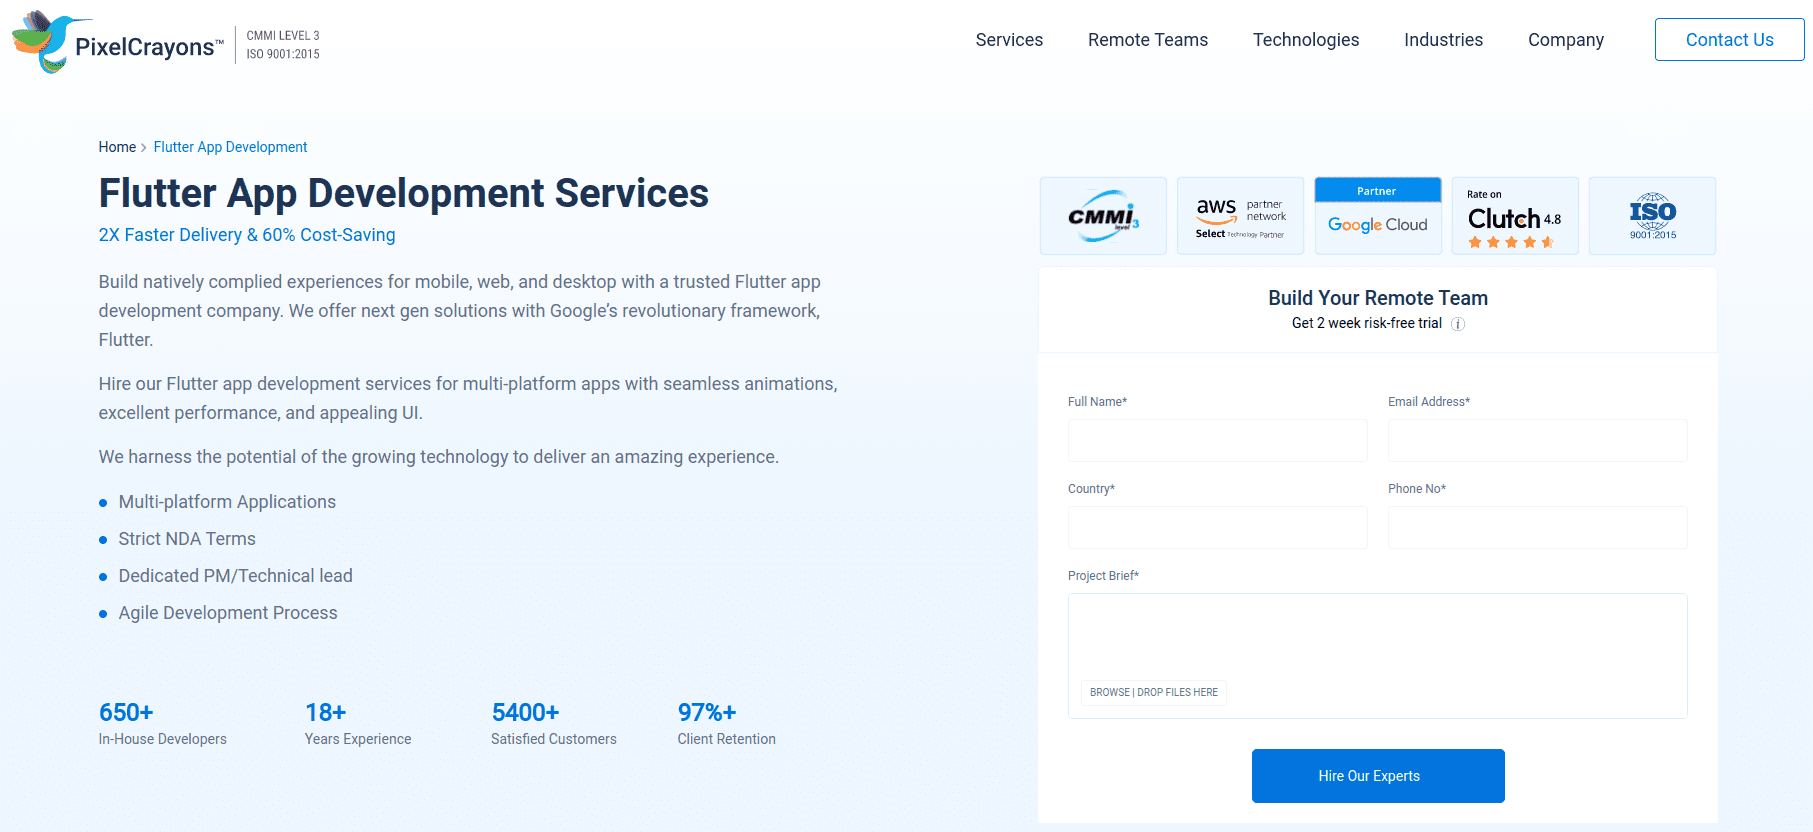 PixelCrayons™
CMMI LEVEL 3
ISO 9001:2015
Services
Remote Teams
Technologies
Industries
Company
Contact Us
Home > Flutter App Development
Flutter App Development Services
2X Faster Delivery & 60% Cost-Saving
Build natively complied experiences for mobile, web, and desktop with a trusted Flutter app
development company. We offer next gen solutions with Google’s revolutionary framework,
Flutter.
Hire our Flutter app development services for multi-platform apps with seamless animations,
excellent performance, and appealing UI.
We harness the potential of the growing technology to deliver an amazing experience.
Multi-platform Applications
Strict NDA Terms
Dedicated PM/Technical lead
Agile Development Process
650+
In-House Developers
18+
Years Experience
5400+
Satisfied Customers
97%+
Client Retention
CMMi
level 3
aws partner
network
Select Technology Partner
Partner
Google Cloud
Rate on
Clutch 4.8
ISO
9001:2015
Build Your Remote Team
Get 2 week risk-free trial i
Full Name*
Email Address*
Country*
Phone No*
Project Brief*
BROWSE | DROP FILES HERE
Hire Our Experts